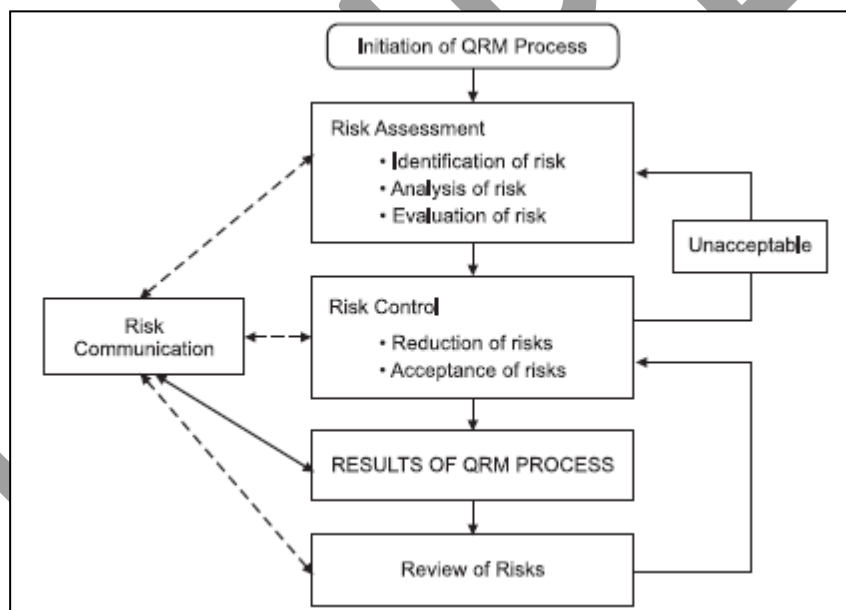 Initiation of QRM Process
Risk Assessment
• Identification of risk
• Analysis of risk
• Evaluation of risk
Unacceptable
Risk Control
• Reduction of risks
• Acceptance of risks
Risk
Communication
RESULTS OF QRM PROCESS
Review of Risks